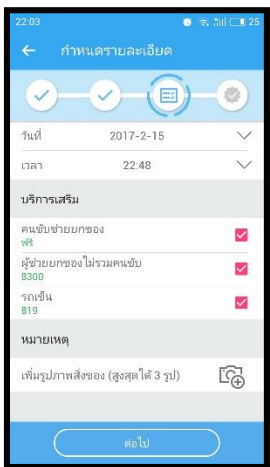 22:03
25
กำหนดรายละเอียด
วันที่ 2017-2-15
เวลา 22:48
บริการเสริม
คนขับช่วยยกของ
ฟรี
ผู้ช่วยยกของไม่รวมคนขับ
฿300
รถเข็น
฿19
หมายเหตุ
เพิ่มรูปภาพสิ่งของ (สูงสุดได้ 3 รูป)
ต่อไป